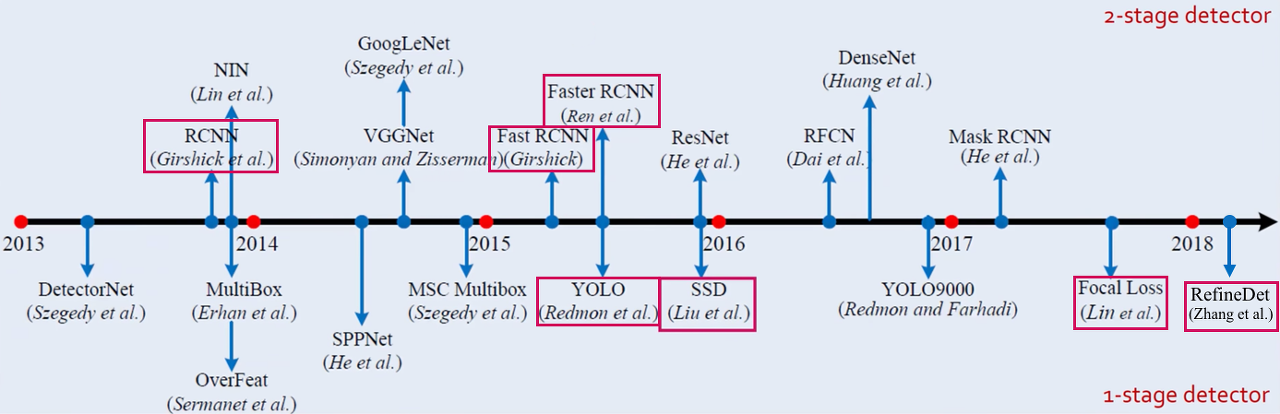 2-stage detector
GoogLeNet
(Szegedy et al.)
DenseNet
(Huang et al.)
NIN
(Lin et al.)
Faster RCNN
(Ren et al.)
RCNN
(Girshick et al.)
VGGNet
(Simonyan and Zisserman)
Fast RCNN
(Girshick)
ResNet
(He et al.)
RFCN
(Dai et al.)
Mask RCNN
(He et al.)
2013
2014
2015
2016
2017
2018
DetectorNet
(Szegedy et al.)
MultiBox
(Erhan et al.)
MSC Multibox
(Szegedy et al.)
YOLO
(Redmon et al.)
SSD
(Liu et al.)
YOLO9000
(Redmon and Farhadi)
Focal Loss
(Lin et al.)
RefineDet
(Zhang et al.)
SPPNet
(He et al.)
OverFeat
(Sermanet et al.)
1-stage detector